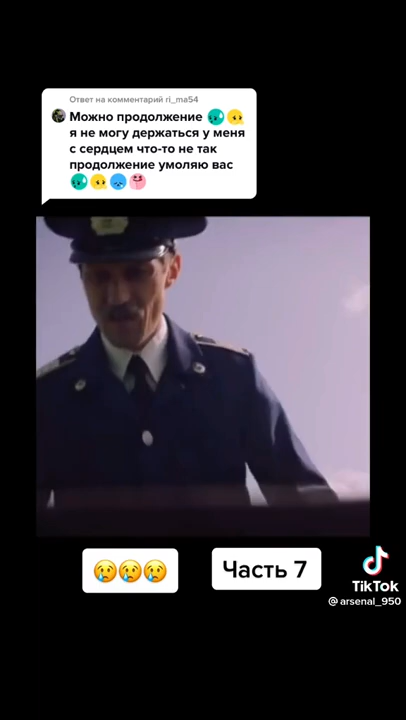 Ответ на комментарий ri_ma54
Можно продолжение
я не могу держаться у меня
с сердцем что-то не так
продолжение умоляю вас
Часть 7
TikTok
@arsenal_950